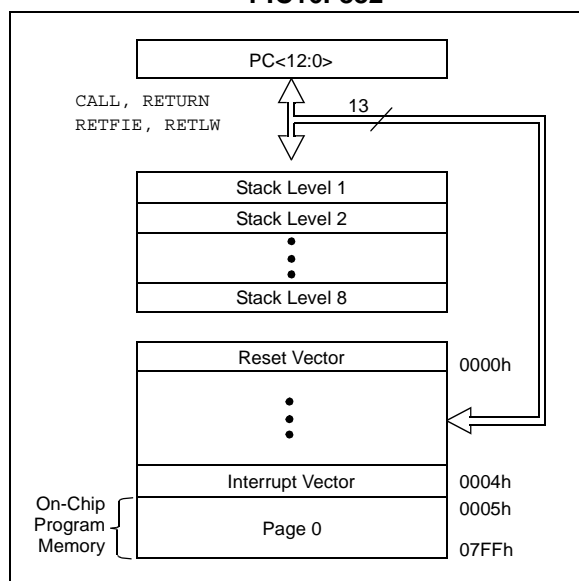 PC<12:0>
CALL, RETURN
RETFIE, RETLW
13
Stack Level 1
Stack Level 2
Stack Level 8
Reset Vector
0000h
Interrupt Vector
0004h
On-Chip
Program
Memory
Page 0
0005h
07FFh